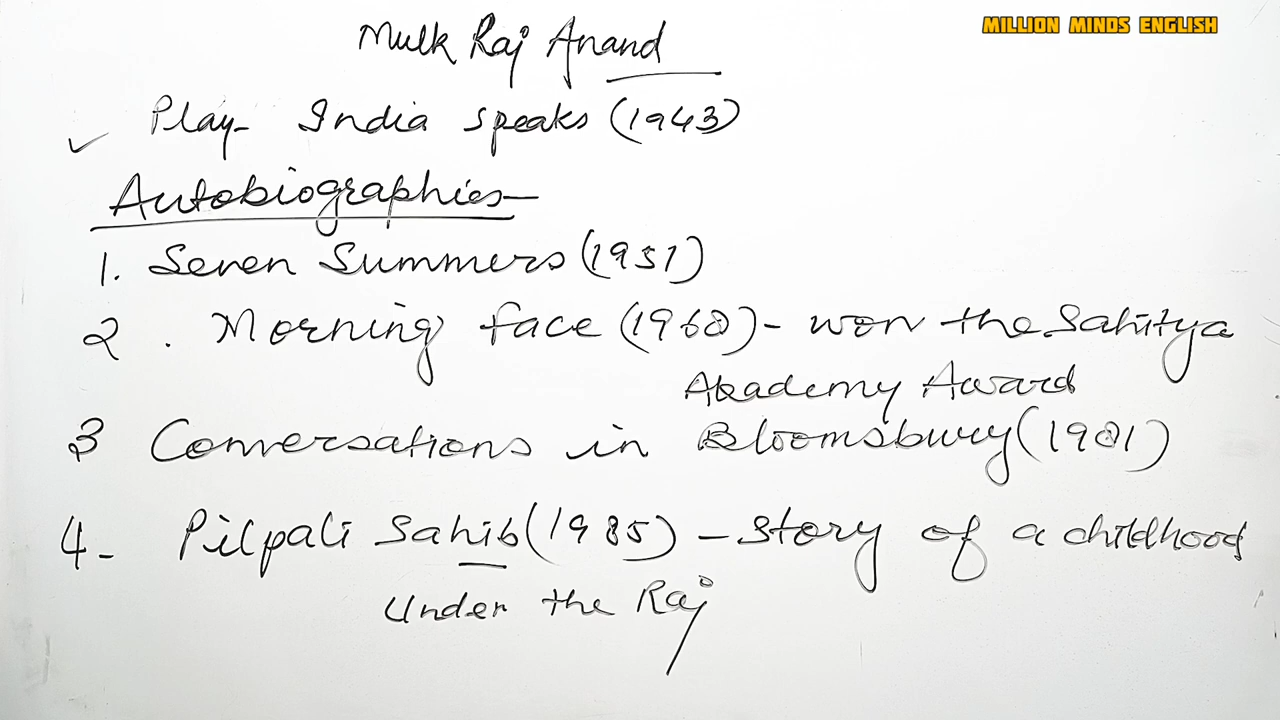 MILLION MINDS ENGLISH
Mulk Raj Anand
Play- India speaks (1943)
Autobiographies-
1. Seven Summers (1951)
2. Morning face (1968) - won the Sahitya
Akademy Award
3 Conversations in Bloomsbury (1981)
4- Pilpali Sahib (1985) - Story of a childhood
Under the Raj